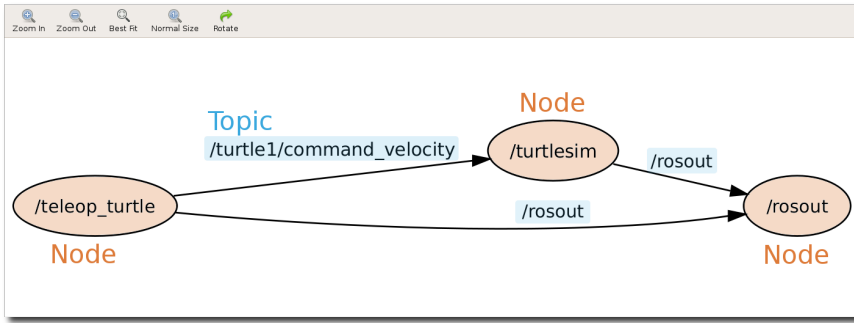 Zoom In Zoom Out Best Fit Normal Size Rotate
Node
Topic
/turtle1/command_velocity
/turtlesim
/rosout
/teleop_turtle
/rosout
/rosout
Node
Node